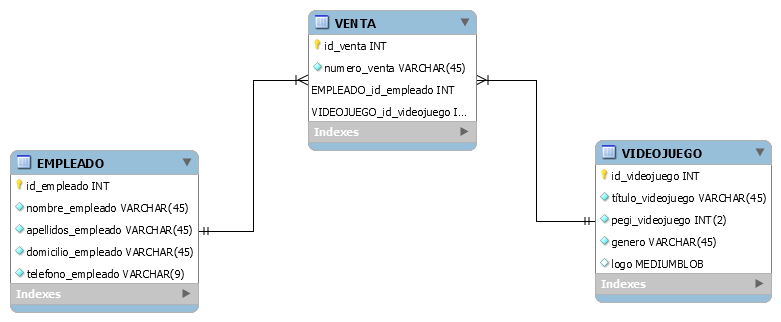 VENTA
id_venta INT
numero_venta VARCHAR(45)
EMPLEADO_id_empleado INT
VIDEOJUEGO_id_videojuego I...
Indexes
EMPLEADO
id_empleado INT
nombre_empleado VARCHAR(45)
apellidos_empleado VARCHAR(45)
domicilio_empleado VARCHAR(45)
telefono_empleado VARCHAR(9)
Indexes
VIDEOJUEGO
id_videojuego INT
título_videojuego VARCHAR(45)
pegi_videojuego INT(2)
genero VARCHAR(45)
logo MEDIUMBLOB
Indexes